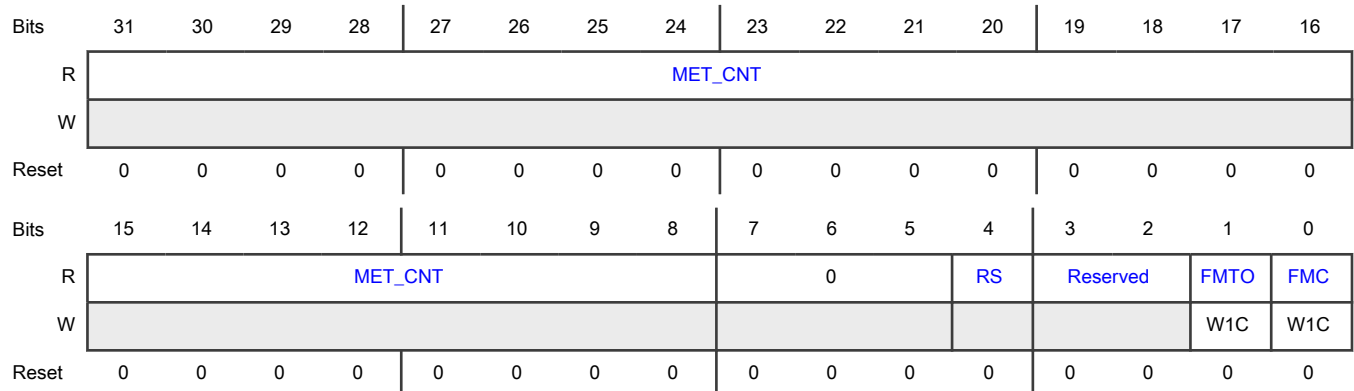 Bits 31 30 29 28 27 26 25 24 23 22 21 20 19 18 17 16
R MET_CNT
W
Reset 0 0 0 0 0 0 0 0 0 0 0 0 0 0 0 0
Bits 15 14 13 12 11 10 9 8 7 6 5 4 3 2 1 0
R MET_CNT 0 RS Reserved FMTO FMC
W W1C W1C
Reset 0 0 0 0 0 0 0 0 0 0 0 0 0 0 0 0